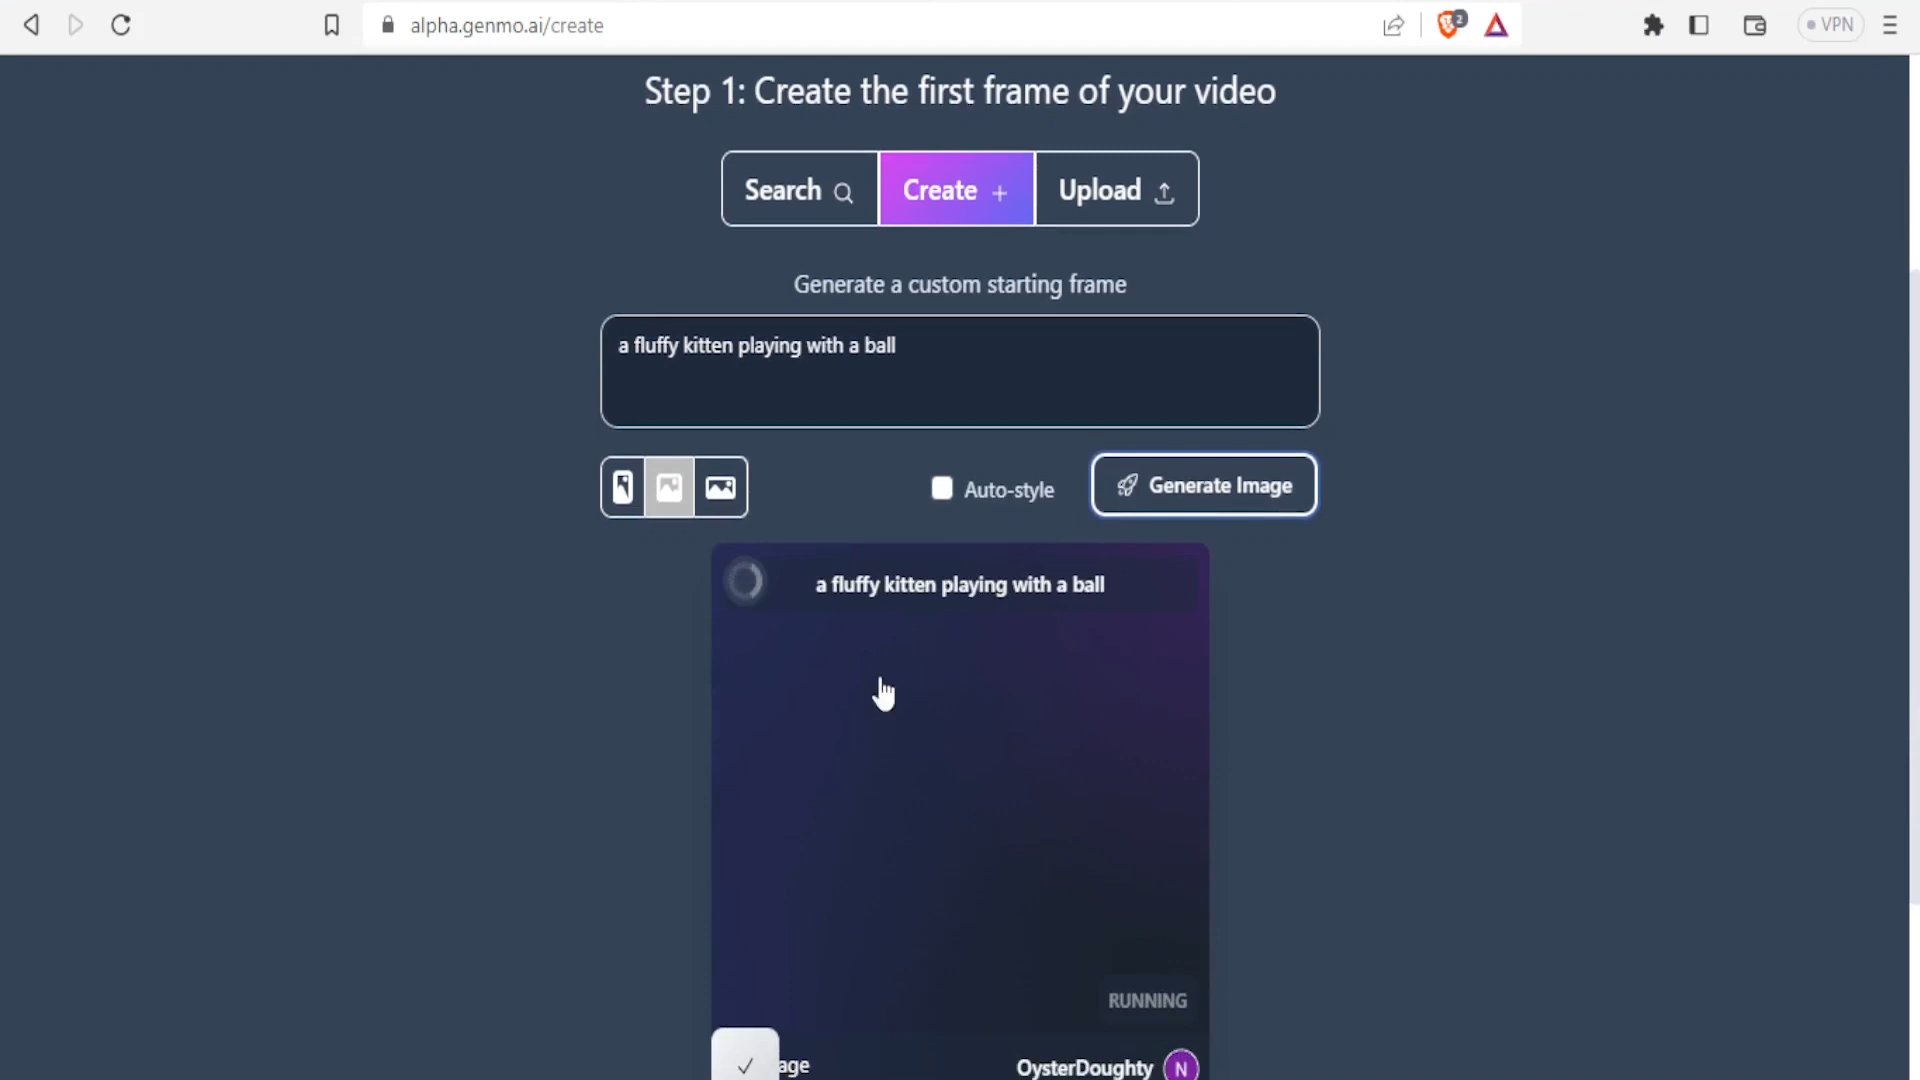 alpha.genmo.ai/create
2
VPN
Step 1: Create the first frame of your video
Search
Create +
Upload
Generate a custom starting frame
a fluffy kitten playing with a ball
Auto-style
Generate Image
a fluffy kitten playing with a ball
RUNNING
age
OysterDoughty
N